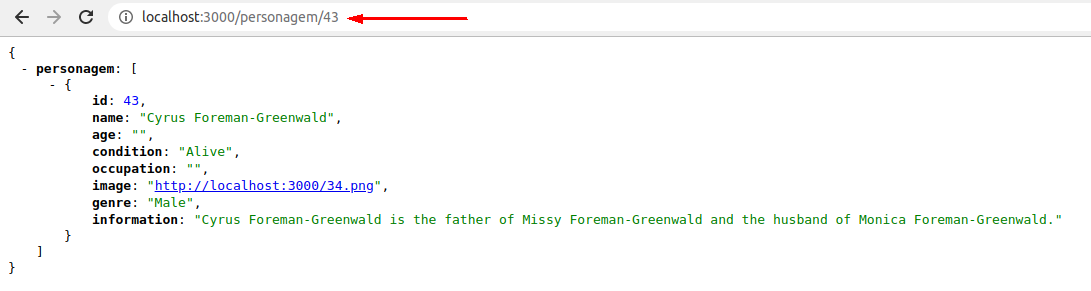 localhost:3000/personagem/43
{
- personagem: [
- {
id: 43,
name: "Cyrus Foreman-Greenwald",
age: "",
condition: "Alive",
occupation: "",
image: "http://localhost:3000/34.png",
genre: "Male",
information: "Cyrus Foreman-Greenwald is the father of Missy Foreman-Greenwald and the husband of Monica Foreman-Greenwald."
}
]
}